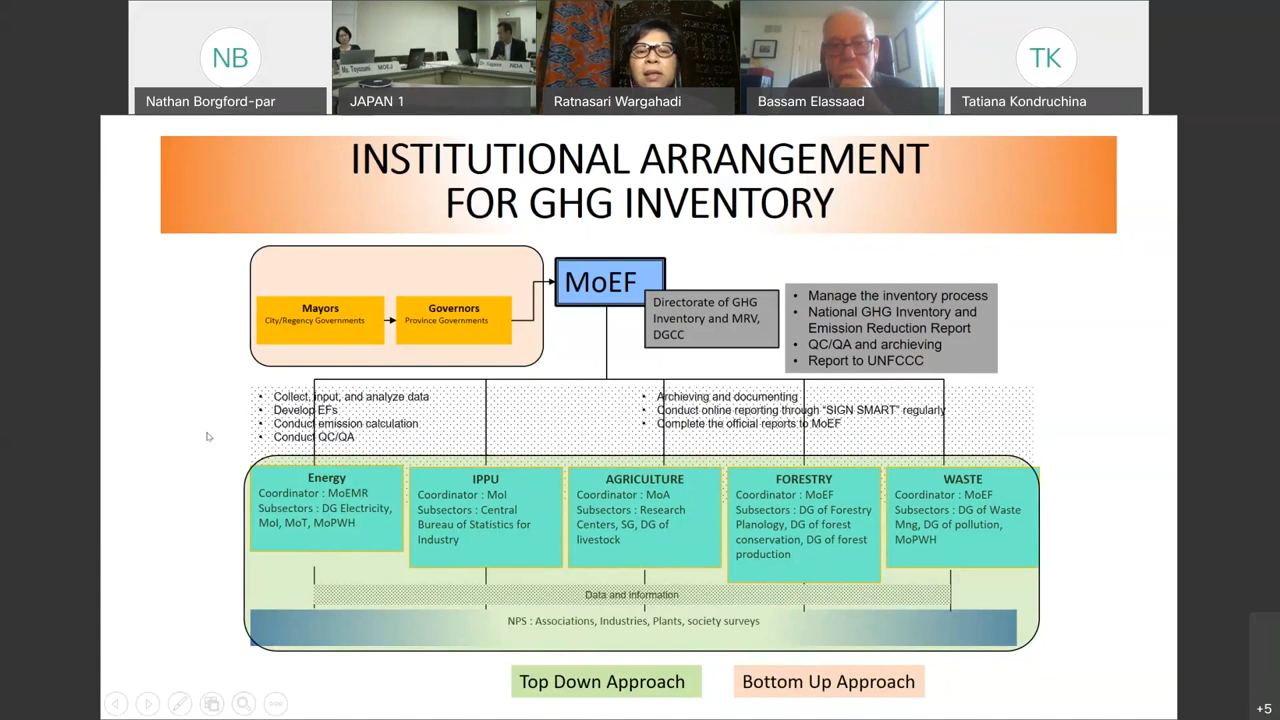 NB
TK
Ms. Toyozumi MOEJ
NDA
Nathan Borgford-par
JAPAN 1
Ratnasari Wargahadi
Bassam Elassaad
Tatiana Kondruchina
INSTITUTIONAL ARRANGEMENT
FOR GHG INVENTORY
Mayors
City/Regency Governments
Governors
Province Governments
MoEF
Directorate of GHG
Inventory and MRV,
DGCC
• Manage the inventory process
• National GHG Inventory and
Emission Reduction Report
• QC/QA and archieving
• Report to UNFCCC
• Collect, input, and analyze data
• Develop EFs
• Conduct emission calculation
• Conduct QC/QA
• Archieving and documenting
• Conduct online reporting through “SIGN SMART” regularly
• Complete the official reports to MoEF
Energy
Coordinator : MoEMR
Subsectors : DG Electricity,
MoI, MoT, MoPWH
IPPU
Coordinator : MoI
Subsectors : Central
Bureau of Statistics for
Industry
AGRICULTURE
Coordinator : MoA
Subsectors : Research
Centers, SG, DG of
livestock
FORESTRY
Coordinator : MoEF
Subsectors : DG of Forestry
Planology, DG of forest
conservation, DG of forest
production
WASTE
Coordinator : MoEF
Subsectors : DG of Waste
Mng, DG of pollution,
MoPWH
Data and information
NPS : Associations, Industries, Plants, society surveys
Top Down Approach
Bottom Up Approach
+5